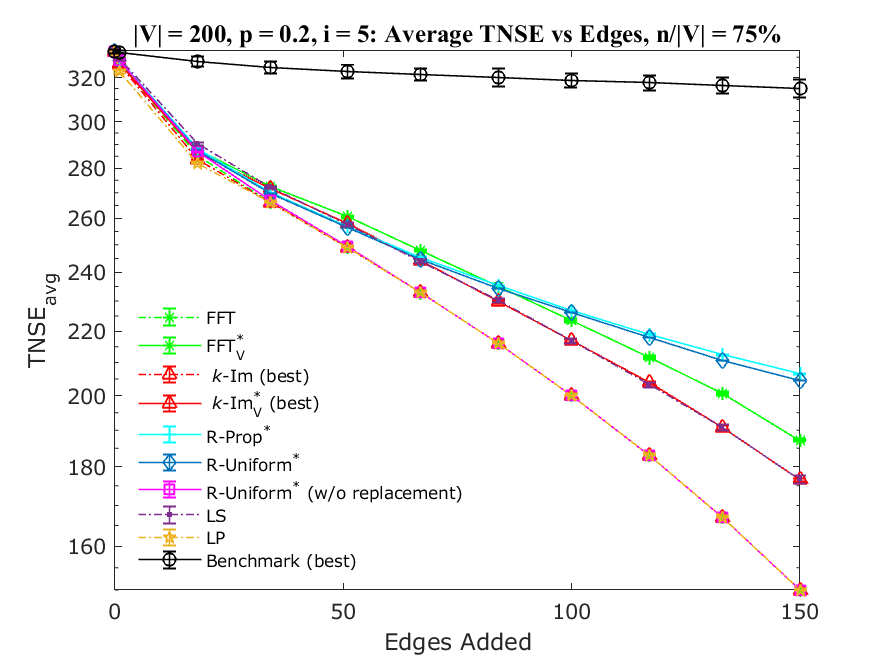 |V| = 200, p = 0.2, i = 5: Average TNSE vs Edges, n/|V| = 75%
320
300
280
260
240
220
200
180
160
TNSE_avg
FFT
FFT*_V
k-Im (best)
k-Im*_V (best)
R-Prop*
R-Uniform*
R-Uniform* (w/o replacement)
LS
LP
Benchmark (best)
0
50
100
150
Edges Added